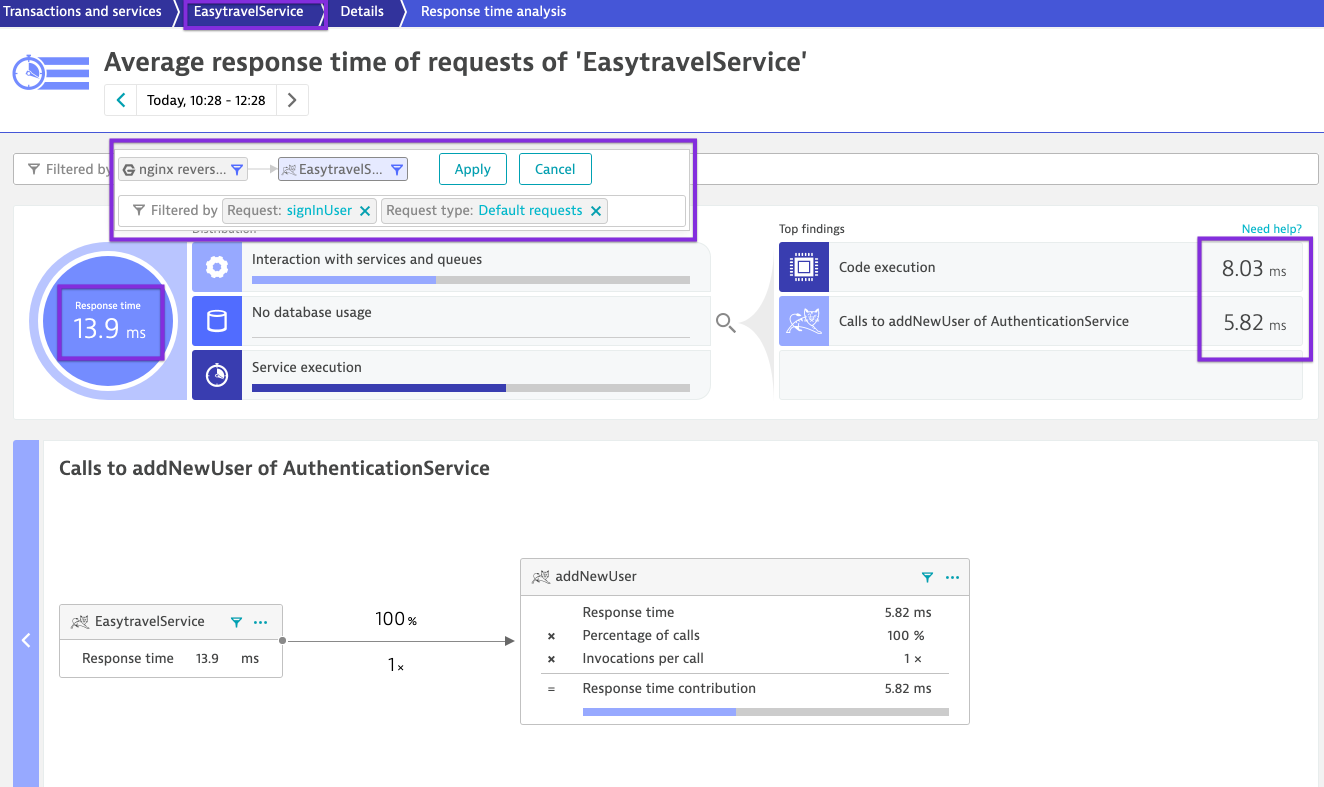 Transactions and services EasytravelService Details Response time analysis
Average response time of requests of 'EasytravelService'
Today, 10:28 - 12:28
Filtered by nginx revers... EasytravelS... Apply Cancel
Filtered by Request: signInUser Request type: Default requests
Distribution Top findings Need help?
Response time
13.9 ms
Interaction with services and queues
No database usage
Service execution
Code execution 8.03 ms
Calls to addNewUser of AuthenticationService 5.82 ms
Calls to addNewUser of AuthenticationService
EasytravelService
Response time 13.9 ms
100 %
1 ×
addNewUser
Response time 5.82 ms
× Percentage of calls 100 %
× Invocations per call 1 ×
= Response time contribution 5.82 ms